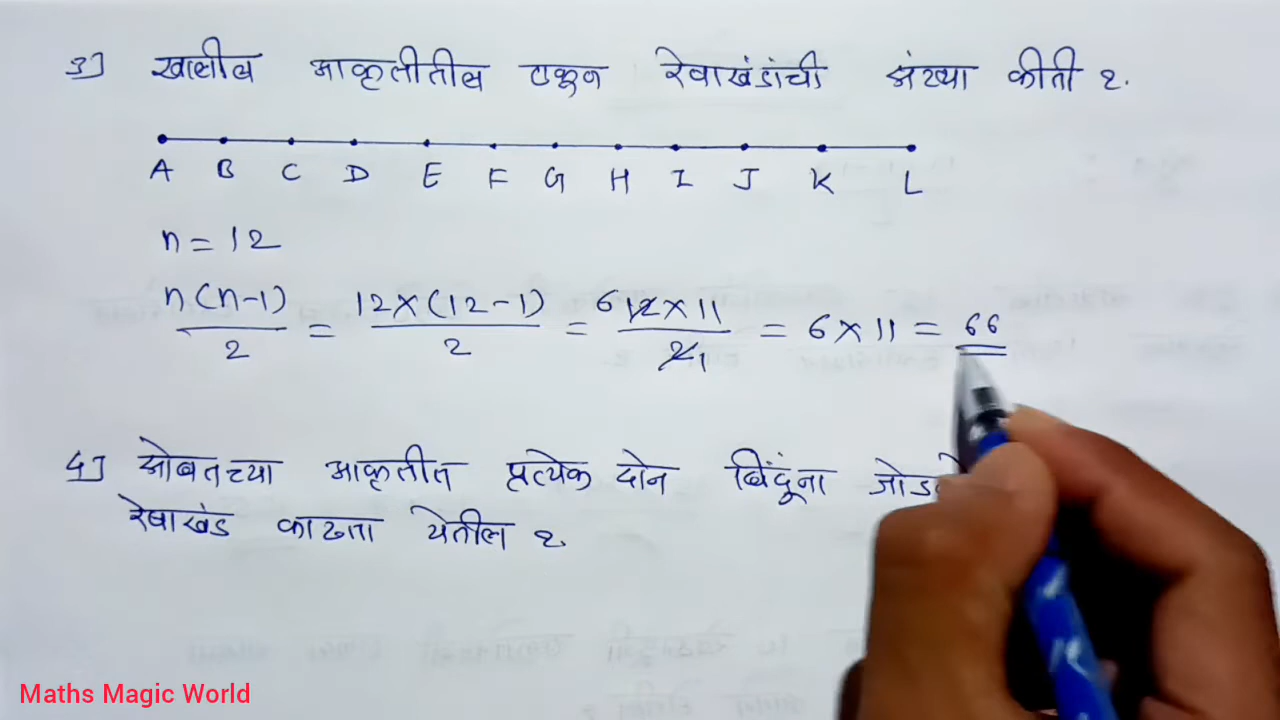 3] खालील आकृतीतील एकूण रेषाखंडांची संख्या कीती ?.
A B C D E F G H I J K L
n = 12
n(n-1)/2 = 12×(12-1)/2 = 6 12×11/2 1 = 6×11 = 66
4] सोबतच्या आकृतीत प्रत्येक दोन बिंदूंना
रेषाखंड काढता येतील ?.
Maths Magic World